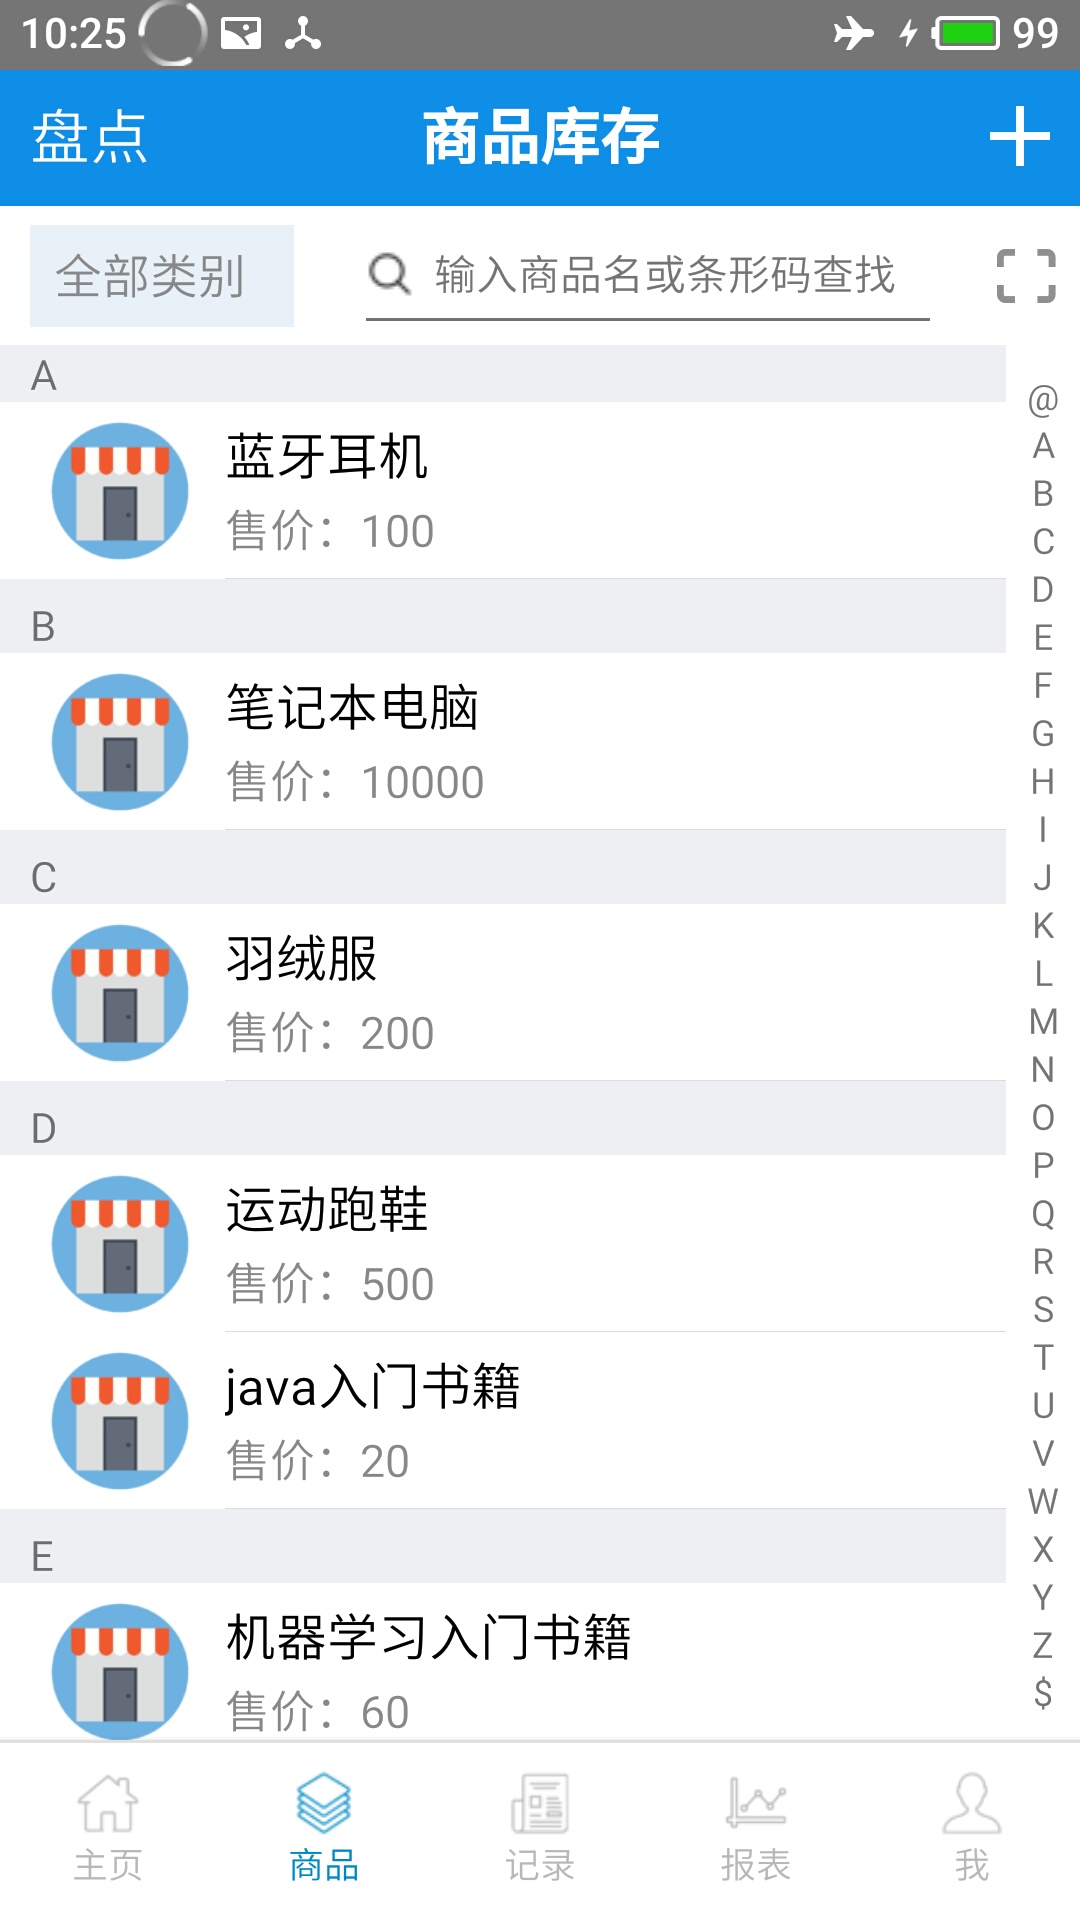 10:25 99
盘点 商品库存
全部类别 输入商品名或条形码查找
A
蓝牙耳机
售价：100
B
笔记本电脑
售价：10000
C
羽绒服
售价：200
D
运动跑鞋
售价：500
java入门书籍
售价：20
E
机器学习入门书籍
售价：60
@
A
B
C
D
E
F
G
H
I
J
K
L
M
N
O
P
Q
R
S
T
U
V
W
X
Y
Z
$
主页 商品 记录 报表 我